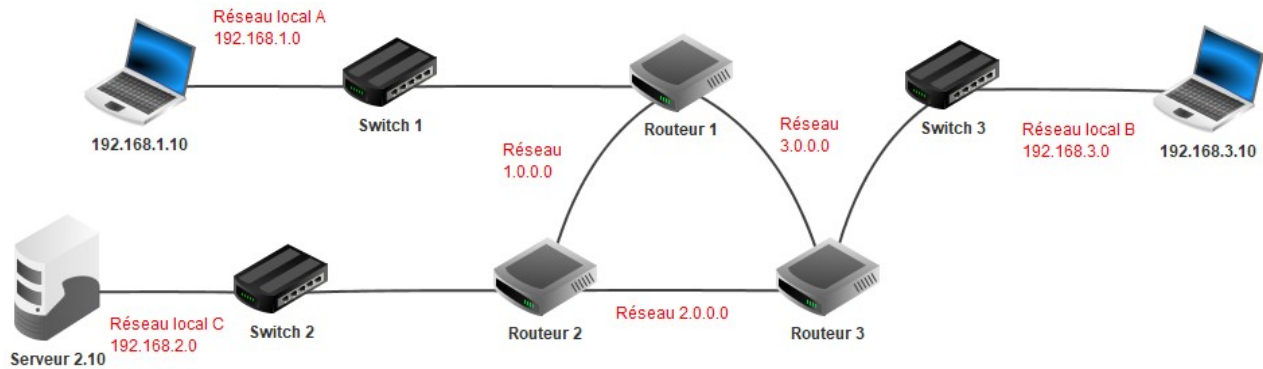 Réseau local A
192.168.1.0
192.168.1.10
Switch 1
Routeur 1
Réseau
3.0.0.0
Switch 3
Réseau local B
192.168.3.0
192.168.3.10
Réseau
1.0.0.0
Serveur 2.10
Réseau local C
192.168.2.0
Switch 2
Routeur 2
Réseau 2.0.0.0
Routeur 3